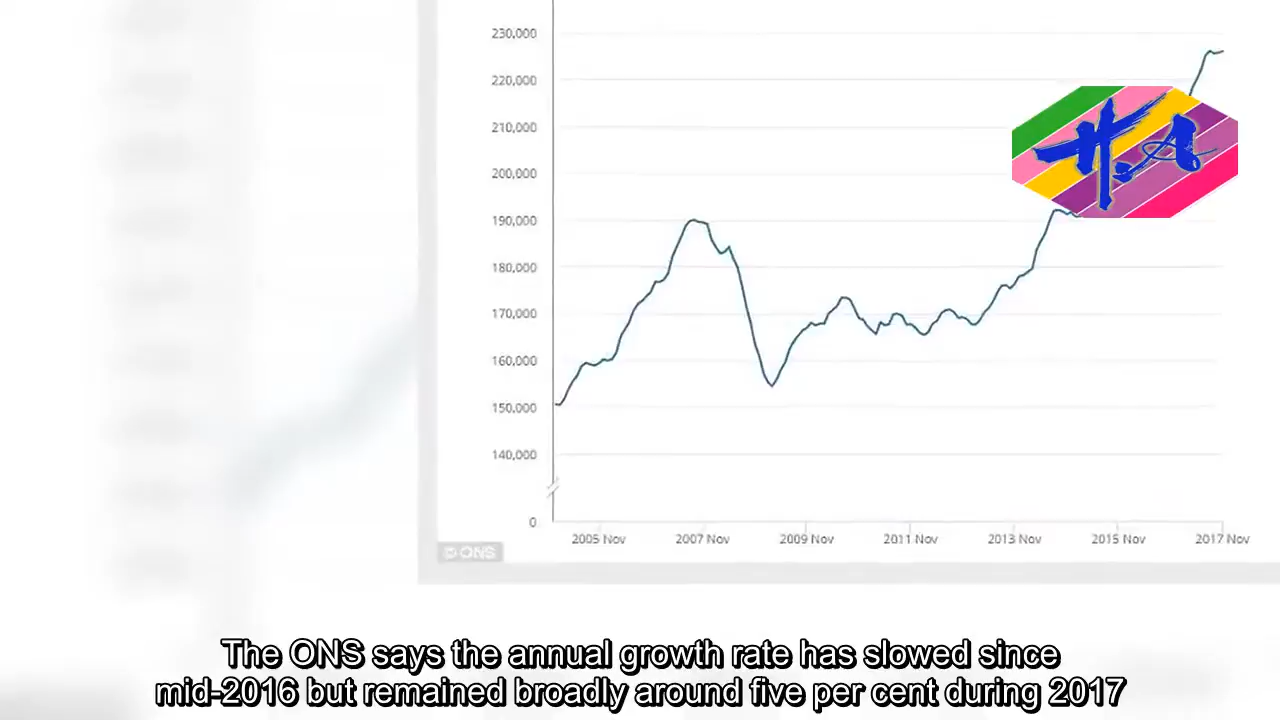 230,000
220,000
210,000
200,000
190,000
180,000
170,000
160,000
150,000
140,000
0
2005 Nov 2007 Nov 2009 Nov 2011 Nov 2013 Nov 2015 Nov 2017 Nov
© ONS
The ONS says the annual growth rate has slowed since
mid-2016 but remained broadly around five per cent during 2017